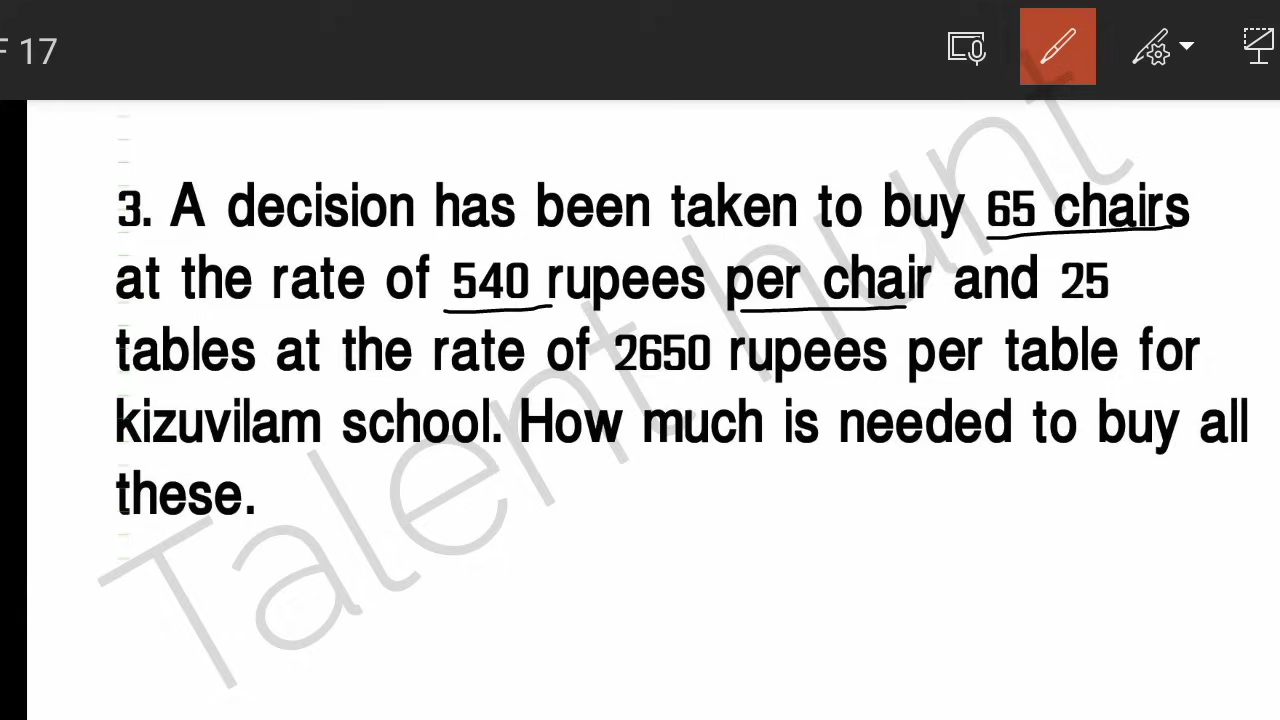 F 17
3. A decision has been taken to buy 65 chairs
at the rate of 540 rupees per chair and 25
tables at the rate of 2650 rupees per table for
kizuvilam school. How much is needed to buy all
these.
Talent hunt